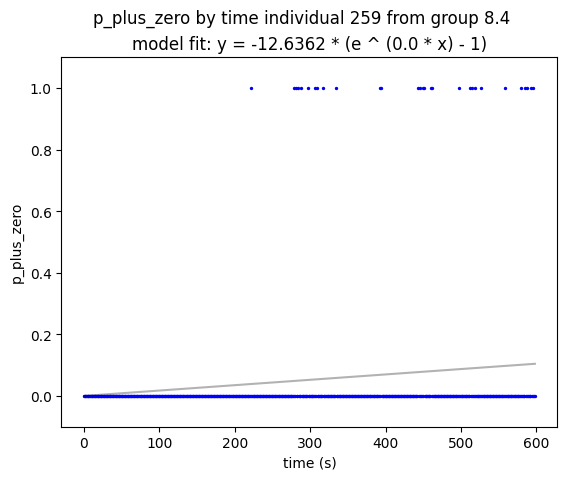 p_plus_zero by time individual 259 from group 8.4
model fit: y = -12.6362 * (e ^ (0.0 * x) - 1)
1.0
0.8
0.6
0.4
0.2
0.0
p_plus_zero
0 100 200 300 400 500 600
time (s)